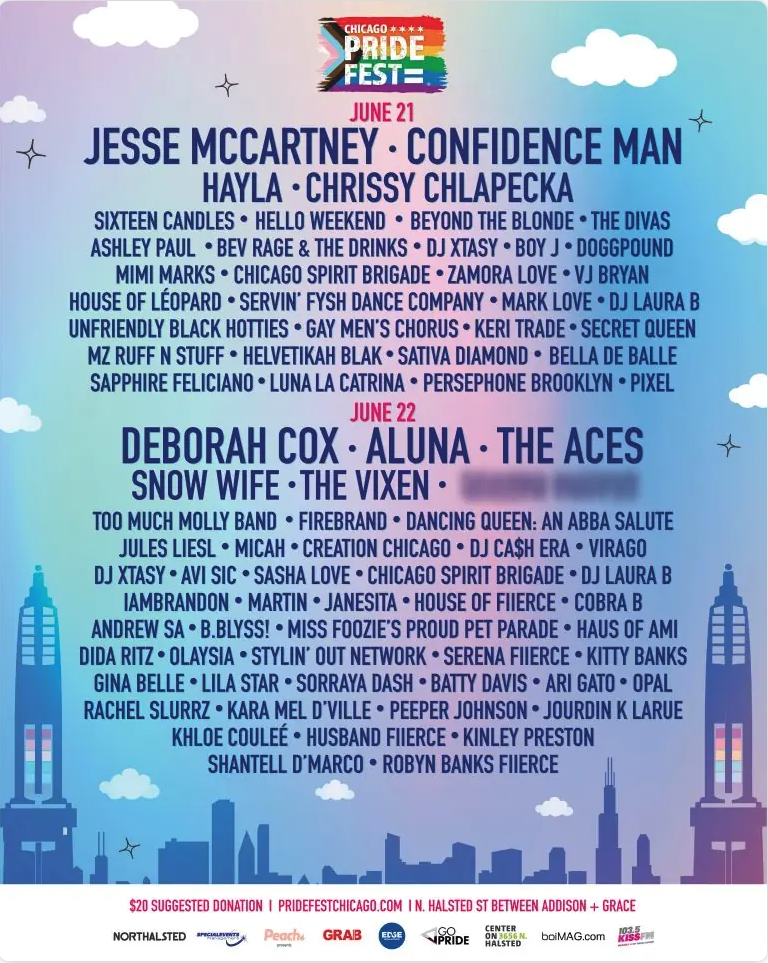 CHICAGO ****
PRIDE
FEST=
JUNE 21
JESSE MCCARTNEY · CONFIDENCE MAN
HAYLA · CHRISSY CHLAPECKA
SIXTEEN CANDLES • HELLO WEEKEND • BEYOND THE BLONDE • THE DIVAS
ASHLEY PAUL • BEV RAGE & THE DRINKS • DJ XTASY • BOY J • DOGGPOUND
MIMI MARKS • CHICAGO SPIRIT BRIGADE • ZAMORA LOVE • VJ BRYAN
HOUSE OF LÉOPARD • SERVIN' FYSH DANCE COMPANY • MARK LOVE • DJ LAURA B
UNFRIENDLY BLACK HOTTIES • GAY MEN'S CHORUS • KERI TRADE • SECRET QUEEN
MZ RUFF N STUFF • HELVETIKAH BLAK • SATIVA DIAMOND • BELLA DE BALLE
SAPPHIRE FELICIANO • LUNA LA CATRINA • PERSEPHONE BROOKLYN • PIXEL
JUNE 22
DEBORAH COX · ALUNA · THE ACES
SNOW WIFE · THE VIXEN ·
TOO MUCH MOLLY BAND • FIREBRAND • DANCING QUEEN: AN ABBA SALUTE
JULES LIESL • MICAH • CREATION CHICAGO • DJ CA$H ERA • VIRAGO
DJ XTASY • AVI SIC • SASHA LOVE • CHICAGO SPIRIT BRIGADE • DJ LAURA B
IAMBRANDON • MARTIN • JANESITA • HOUSE OF FIIERCE • COBRA B
ANDREW SA • B.BLYSS! • MISS FOOZIE'S PROUD PET PARADE • HAUS OF AMI
DIDA RITZ • OLAYSIA • STYLIN' OUT NETWORK • SERENA FIIERCE • KITTY BANKS
GINA BELLE • LILA STAR • SORRAYA DASH • BATTY DAVIS • ARI GATO • OPAL
RACHEL SLURRZ • KARA MEL D'VILLE • PEEPER JOHNSON • JOURDIN K LARUE
KHLOE COULEÉ • HUSBAND FIIERCE • KINLEY PRESTON
SHANTELL D'MARCO • ROBYN BANKS FIIERCE
$20 SUGGESTED DONATION | PRIDEFESTCHICAGO.COM | N. HALSTED ST BETWEEN ADDISON + GRACE
NORTHALSTED
SPECIALEVENTS
management
Peach
presents
GRAB
EDGE
GO
PRIDE
CENTER
ON 3656 N.
HALSTED
boiMAG.com
103.5
KISSFM